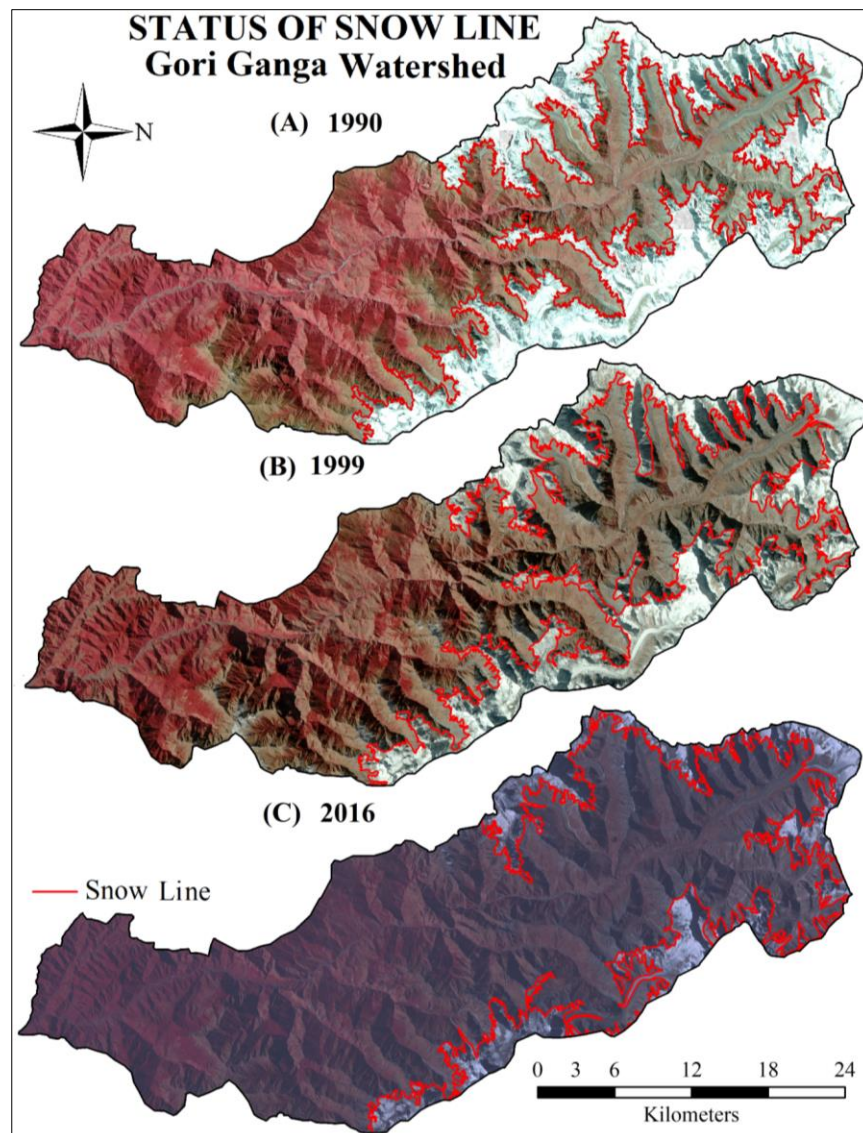 STATUS OF SNOW LINE
Gori Ganga Watershed
(A) 1990
N
(B) 1999
(C) 2016
Snow Line
0 3 6 12 18 24
Kilometers